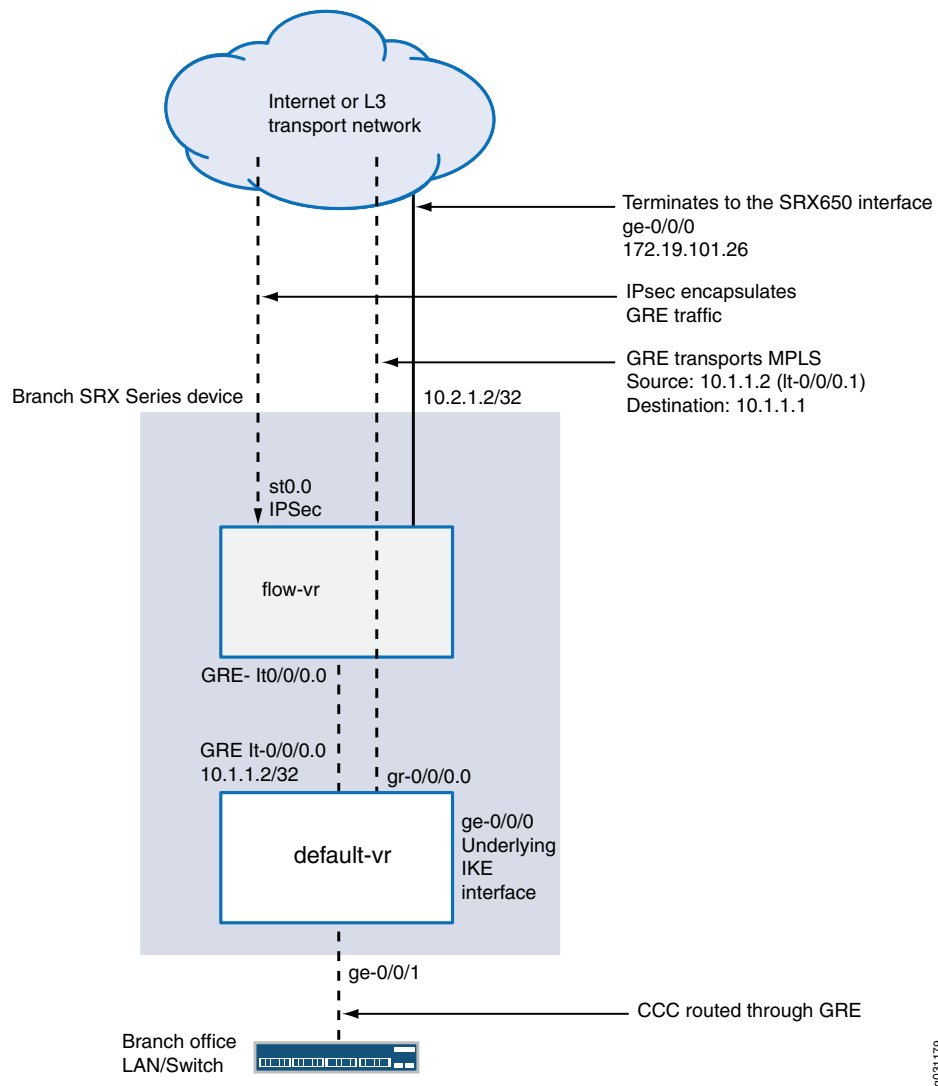 Internet or L3
transport network
Terminates to the SRX650 interface
ge-0/0/0
172.19.101.26
IPsec encapsulates
GRE traffic
GRE transports MPLS
Source: 10.1.1.2 (lt-0/0/0.1)
Destination: 10.1.1.1
Branch SRX Series device
10.2.1.2/32
st0.0
IPSec
flow-vr
GRE- lt0/0/0.0
GRE lt-0/0/0.0
10.1.1.2/32
gr-0/0/0.0
default-vr
ge-0/0/0
Underlying
IKE
interface
ge-0/0/1
CCC routed through GRE
Branch office
LAN/Switch
g031179